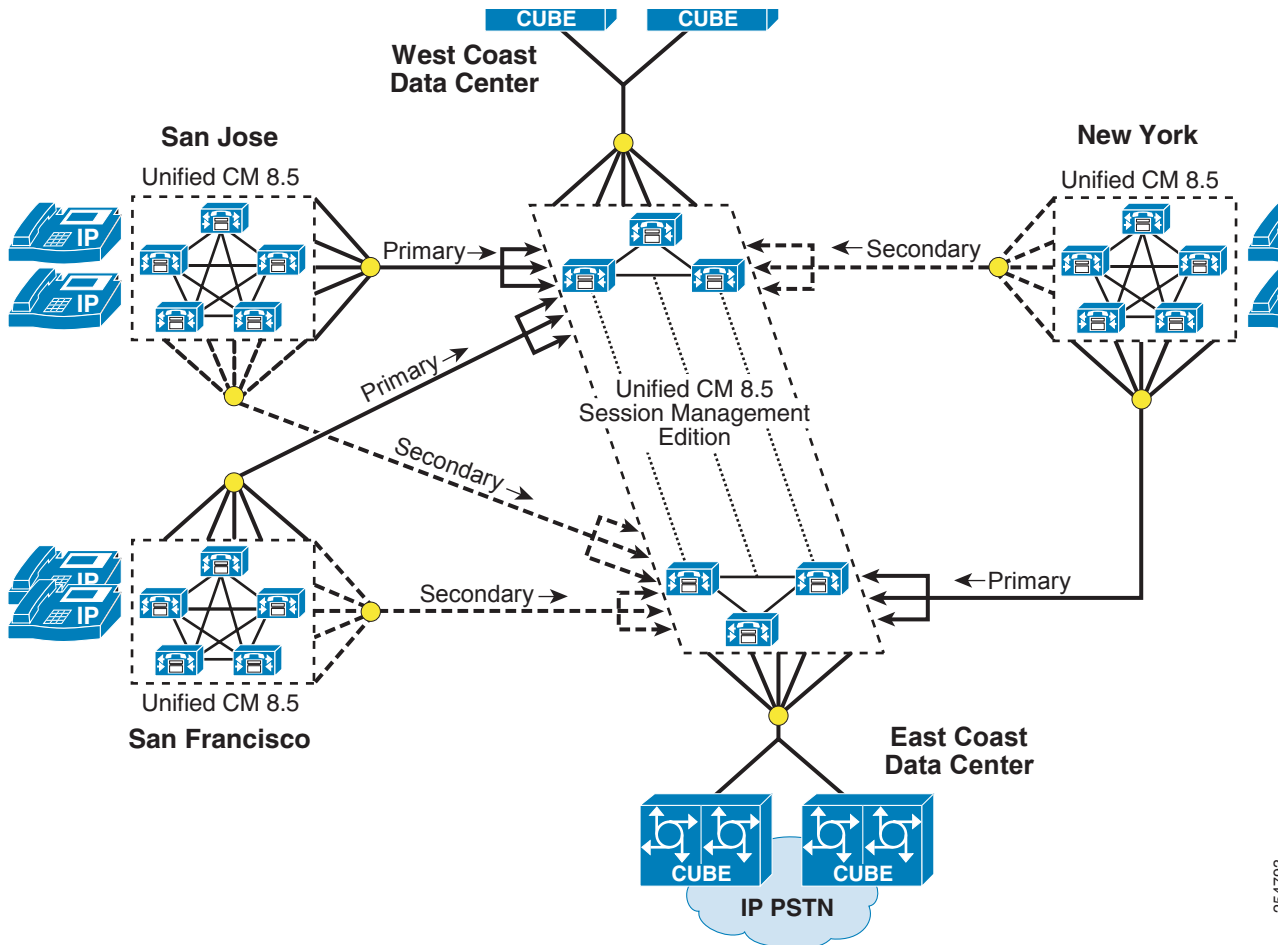 CUBE
CUBE
West Coast
Data Center
San Jose
New York
Unified CM 8.5
Unified CM 8.5
IP
IP
Primary
Secondary
Primary
Unified CM 8.5
Session Management
Edition
Secondary
IP
IP
Secondary
Primary
Unified CM 8.5
San Francisco
East Coast
Data Center
CUBE
CUBE
IP PSTN